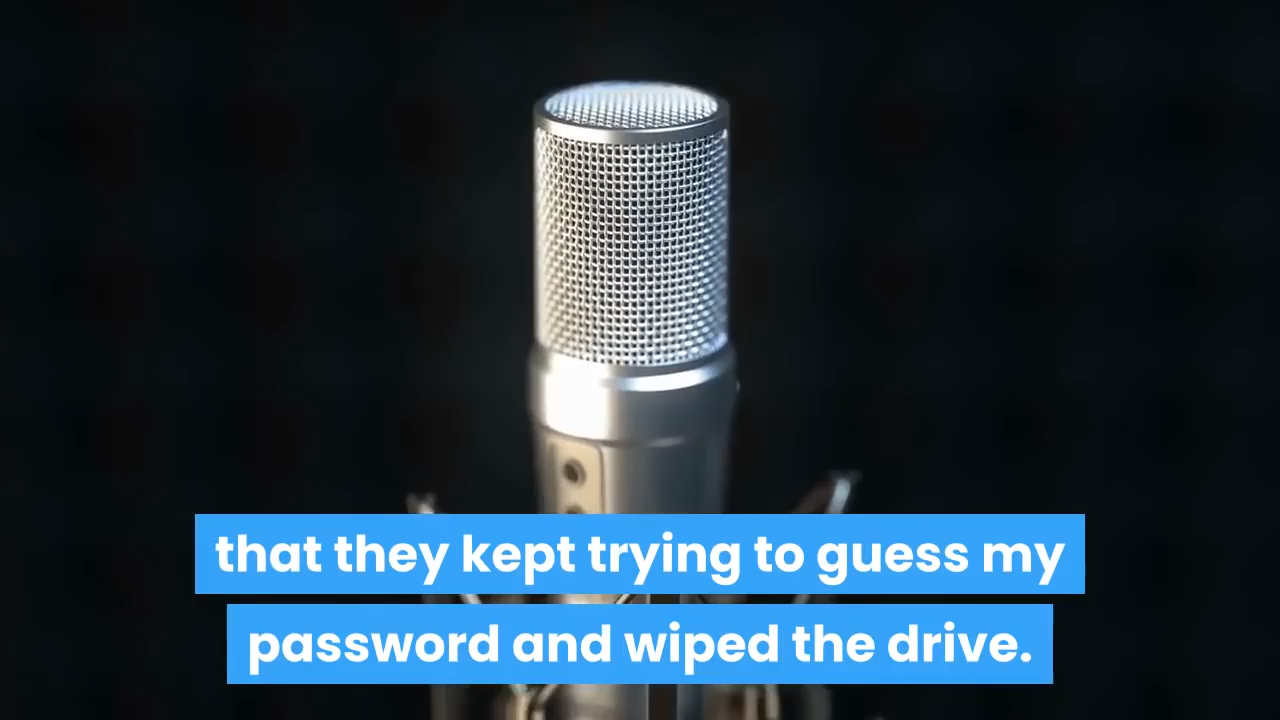 that they kept trying to guess my
password and wiped the drive.